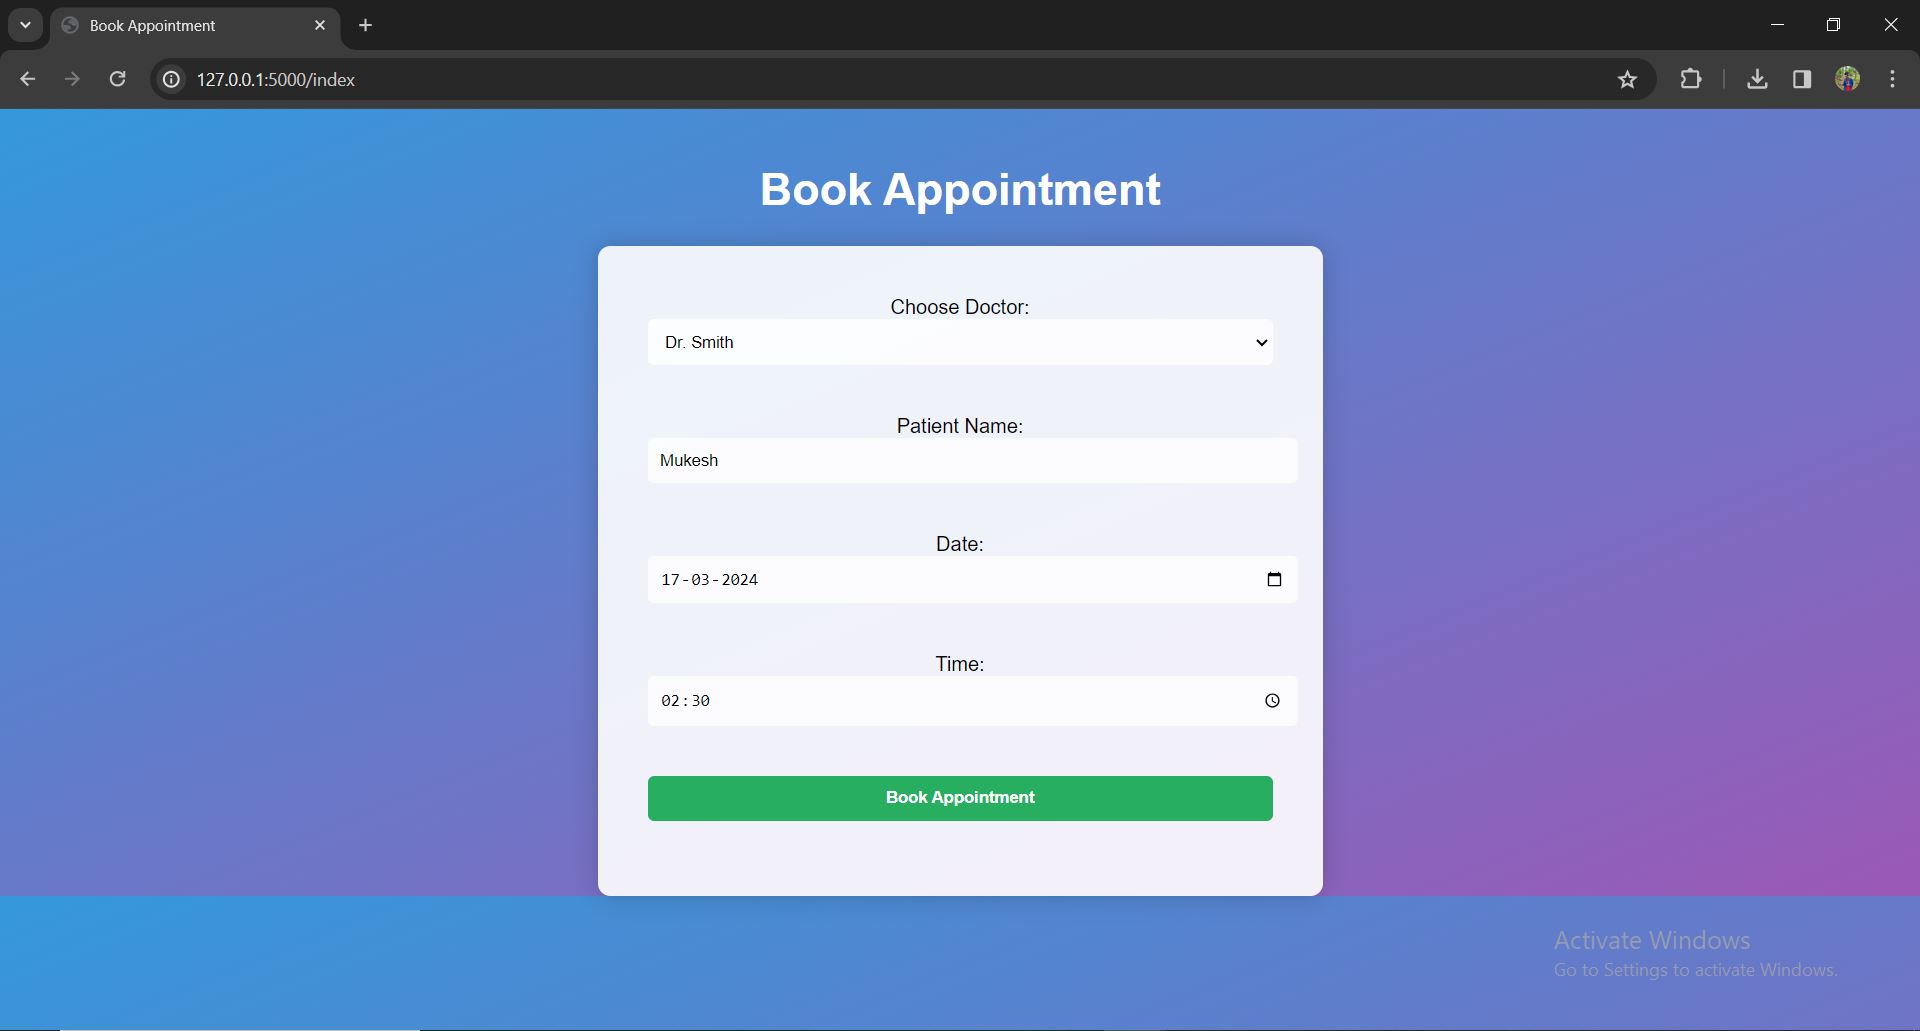 Book Appointment
127.0.0.1:5000/index
Book Appointment
Choose Doctor:
Dr. Smith
Patient Name:
Mukesh
Date:
17-03-2024
Time:
02:30
Book Appointment
Activate Windows
Go to Settings to activate Windows.